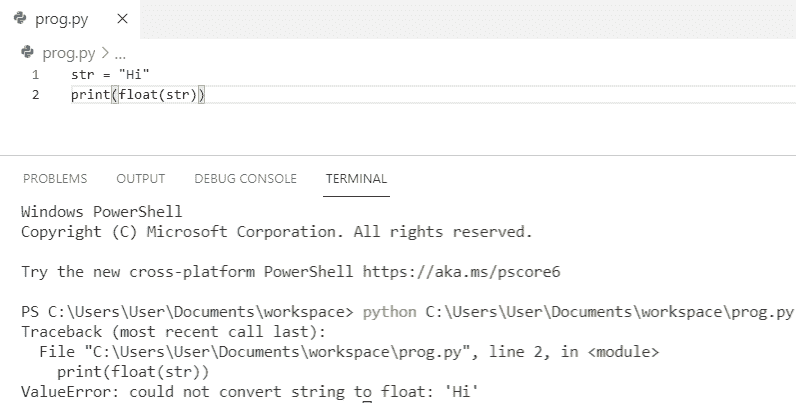 prog.py ×
prog.py > ...
1 str = "Hi"
2 print(float(str))
PROBLEMS OUTPUT DEBUG CONSOLE TERMINAL
Windows PowerShell
Copyright (C) Microsoft Corporation. All rights reserved.
Try the new cross-platform PowerShell https://aka.ms/pscore6
PS C:\Users\User\Documents\workspace> python C:\Users\User\Documents\workspace\prog.py
Traceback (most recent call last):
  File "C:\Users\User\Documents\workspace\prog.py", line 2, in <module>
    print(float(str))
ValueError: could not convert string to float: 'Hi'